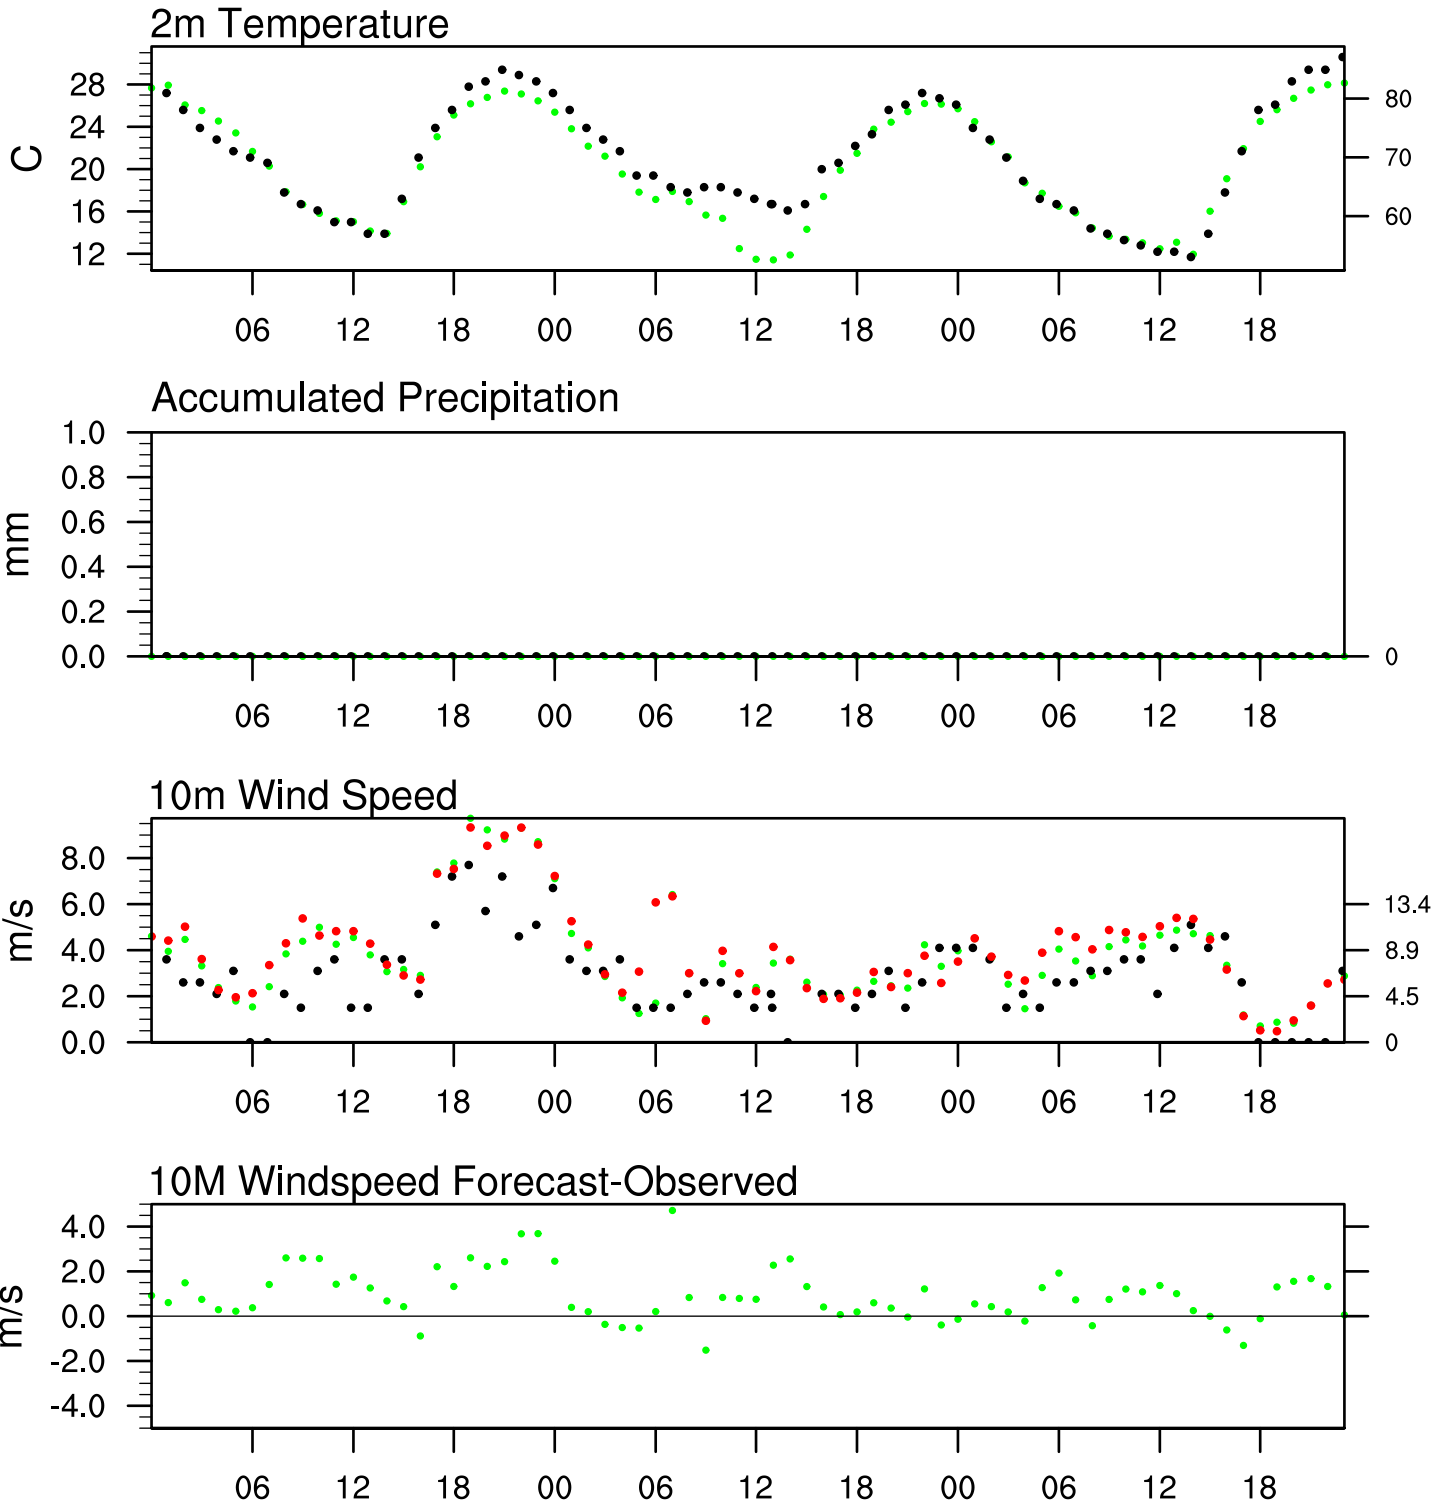 2m Temperature
C
28
24
20
16
12
80
70
60
06 12 18 00 06 12 18 00 06 12 18
Accumulated Precipitation
mm
1.0
0.8
0.6
0.4
0.2
0.0
0
06 12 18 00 06 12 18 00 06 12 18
10m Wind Speed
m/s
8.0
6.0
4.0
2.0
0.0
13.4
8.9
4.5
0
06 12 18 00 06 12 18 00 06 12 18
10M Windspeed Forecast-Observed
m/s
4.0
2.0
0.0
-2.0
-4.0
06 12 18 00 06 12 18 00 06 12 18